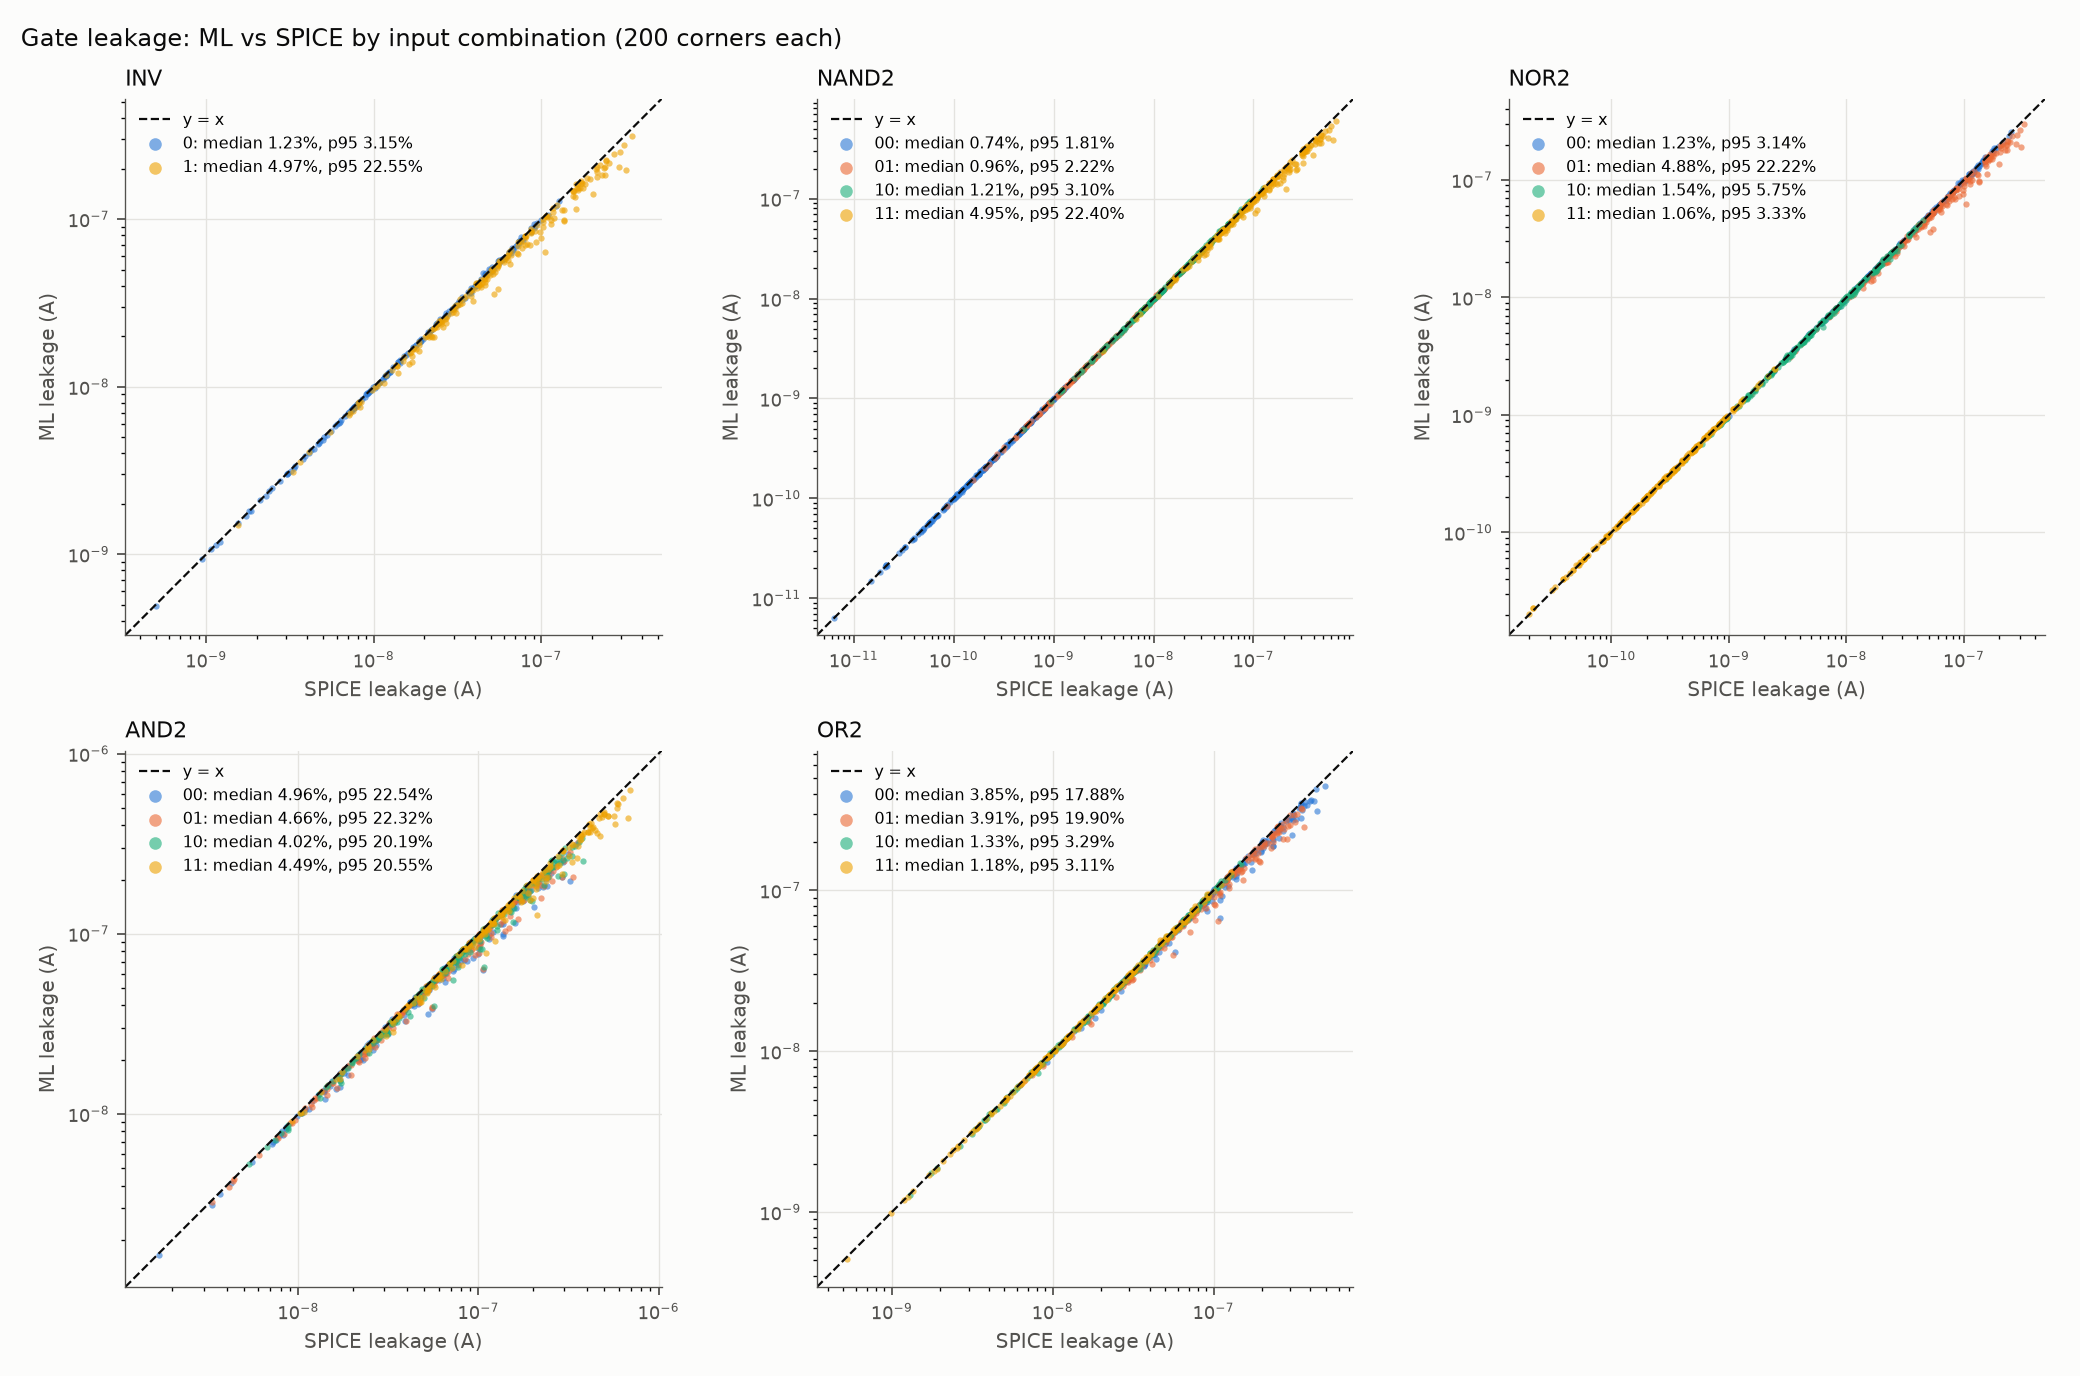 Gate leakage: ML vs SPICE by input combination (200 corners each)
INV
y = x
0: median 1.23%, p95 3.15%
1: median 4.97%, p95 22.55%
10⁻⁷
10⁻⁸
10⁻⁹
ML leakage (A)
10⁻⁹ 10⁻⁸ 10⁻⁷
SPICE leakage (A)
NAND2
y = x
00: median 0.74%, p95 1.81%
01: median 0.96%, p95 2.22%
10: median 1.21%, p95 3.10%
11: median 4.95%, p95 22.40%
10⁻⁷
10⁻⁸
10⁻⁹
10⁻¹⁰
10⁻¹¹
ML leakage (A)
10⁻¹¹ 10⁻¹⁰ 10⁻⁹ 10⁻⁸ 10⁻⁷
SPICE leakage (A)
NOR2
y = x
00: median 1.23%, p95 3.14%
01: median 4.88%, p95 22.22%
10: median 1.54%, p95 5.75%
11: median 1.06%, p95 3.33%
10⁻⁷
10⁻⁸
10⁻⁹
10⁻¹⁰
ML leakage (A)
10⁻¹⁰ 10⁻⁹ 10⁻⁸ 10⁻⁷
SPICE leakage (A)
AND2
y = x
00: median 4.96%, p95 22.54%
01: median 4.66%, p95 22.32%
10: median 4.02%, p95 20.19%
11: median 4.49%, p95 20.55%
10⁻⁶
10⁻⁷
10⁻⁸
ML leakage (A)
10⁻⁸ 10⁻⁷ 10⁻⁶
SPICE leakage (A)
OR2
y = x
00: median 3.85%, p95 17.88%
01: median 3.91%, p95 19.90%
10: median 1.33%, p95 3.29%
11: median 1.18%, p95 3.11%
10⁻⁷
10⁻⁸
10⁻⁹
ML leakage (A)
10⁻⁹ 10⁻⁸ 10⁻⁷
SPICE leakage (A)